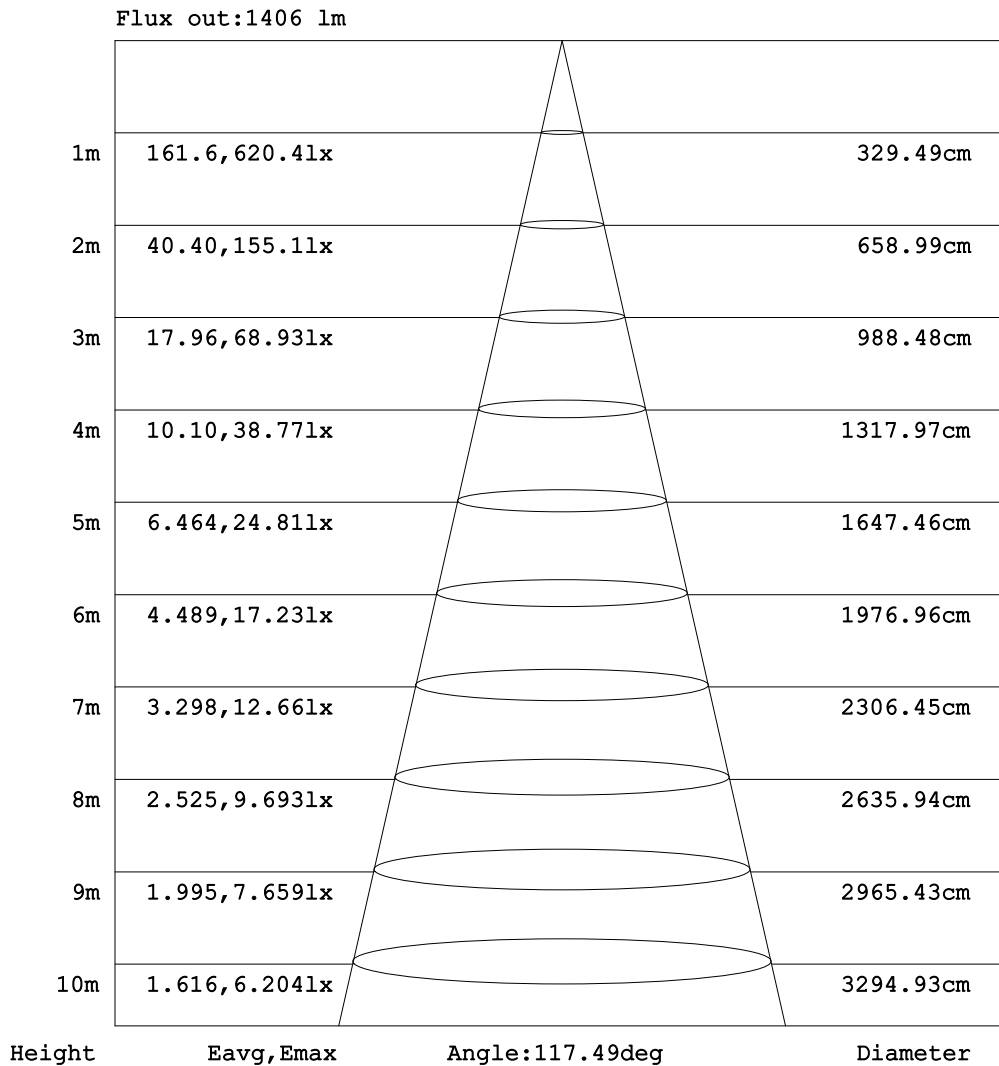 Flux out:1406 lm
1m 161.6,620.4lx 329.49cm
2m 40.40,155.1lx 658.99cm
3m 17.96,68.93lx 988.48cm
4m 10.10,38.77lx 1317.97cm
5m 6.464,24.81lx 1647.46cm
6m 4.489,17.23lx 1976.96cm
7m 3.298,12.66lx 2306.45cm
8m 2.525,9.693lx 2635.94cm
9m 1.995,7.659lx 2965.43cm
10m 1.616,6.204lx 3294.93cm
Height Eavg,Emax Angle:117.49deg Diameter